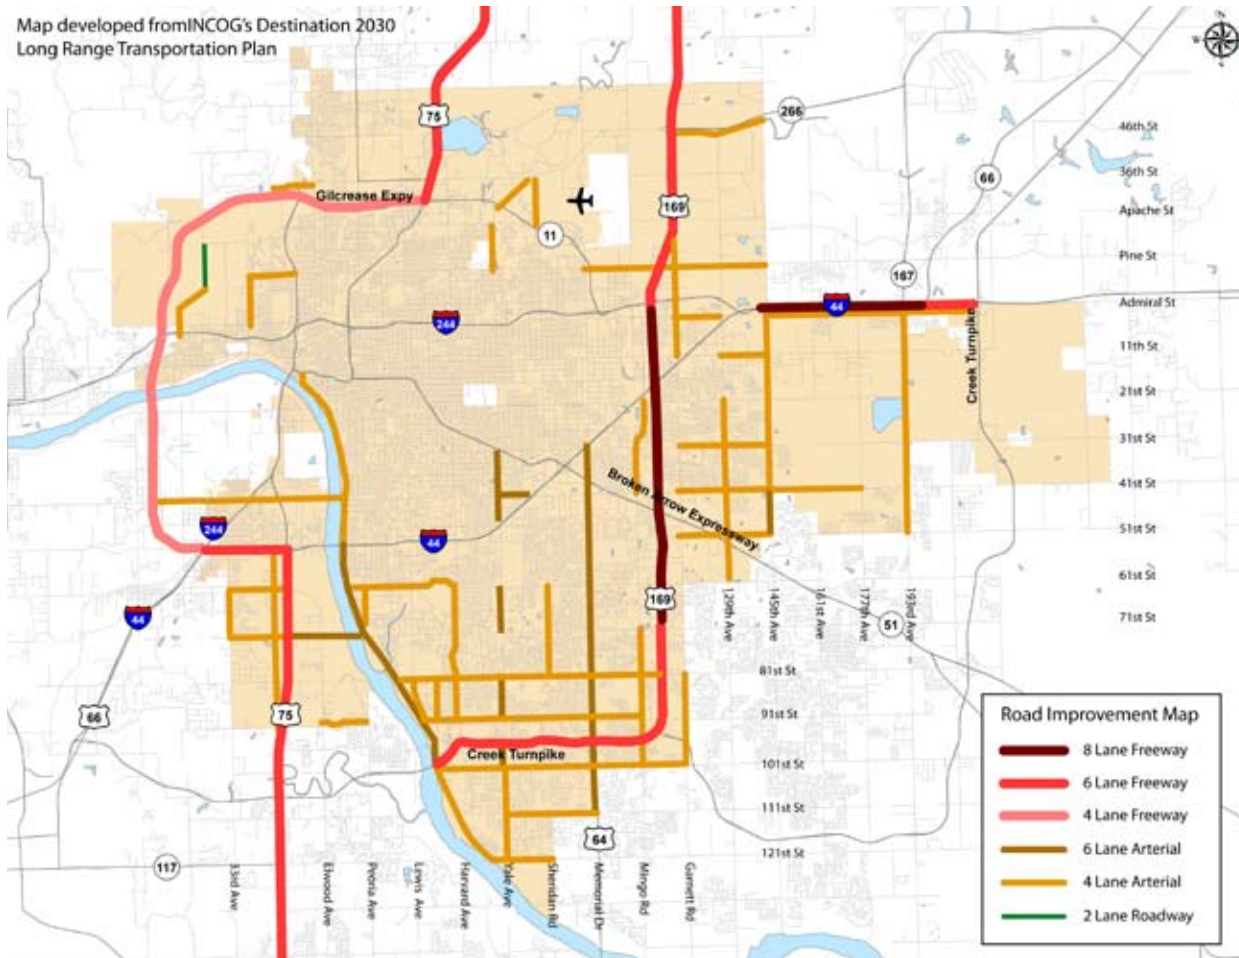 Map developed fromINCOG's Destination 2030
Long Range Transportation Plan
75
266
46th St
66
36th St
Gilcrease Expy
169
Apache St
11
Pine St
167
44
Admiral St
244
11th St
Creek Turnpike
21st St
31st St
Broken Arrow Expressway
41st St
244
44
51st St
61st St
169
129th Ave
145th Ave
161st Ave
177th Ave
193rd Ave
44
51
71st St
81st St
66
75
91st St
Creek Turnpike
101st St
111st St
64
121st St
117
33rd Ave
Elwood Ave
Peoria Ave
Lewis Ave
Harvard Ave
Yale Ave
Sheridan Rd
Memorial Dr
Mingo Rd
Garnett Rd
Road Improvement Map
8 Lane Freeway
6 Lane Freeway
4 Lane Freeway
6 Lane Arterial
4 Lane Arterial
2 Lane Roadway